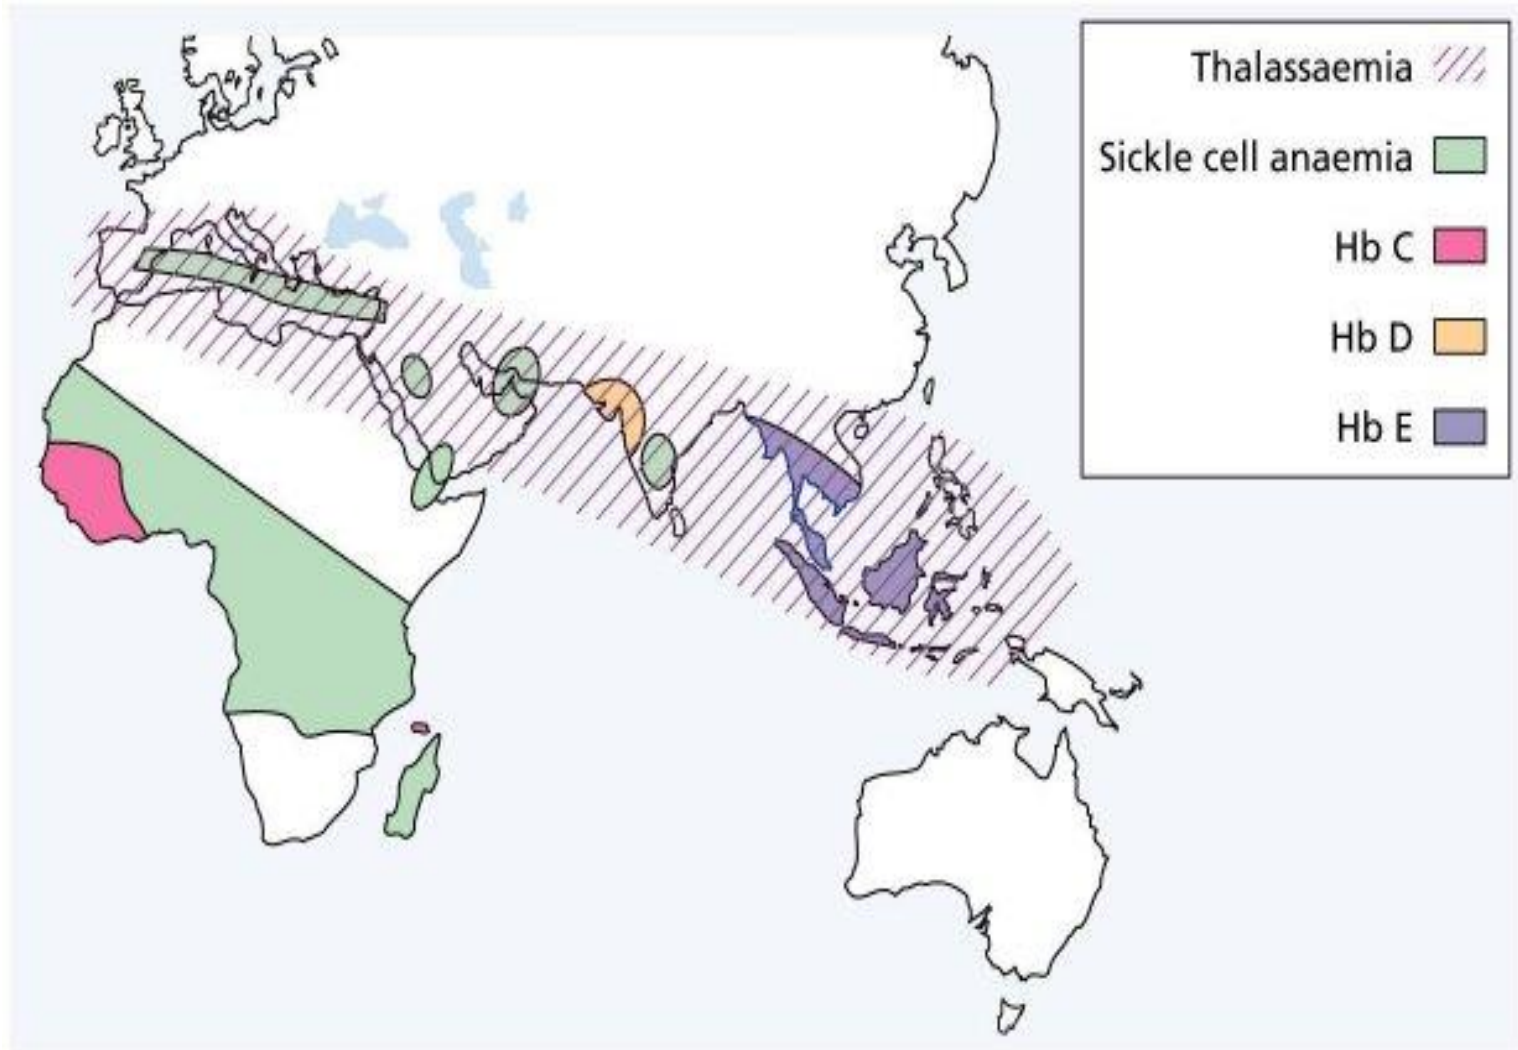 Thalassaemia
Sickle cell anaemia
Hb C
Hb D
Hb E